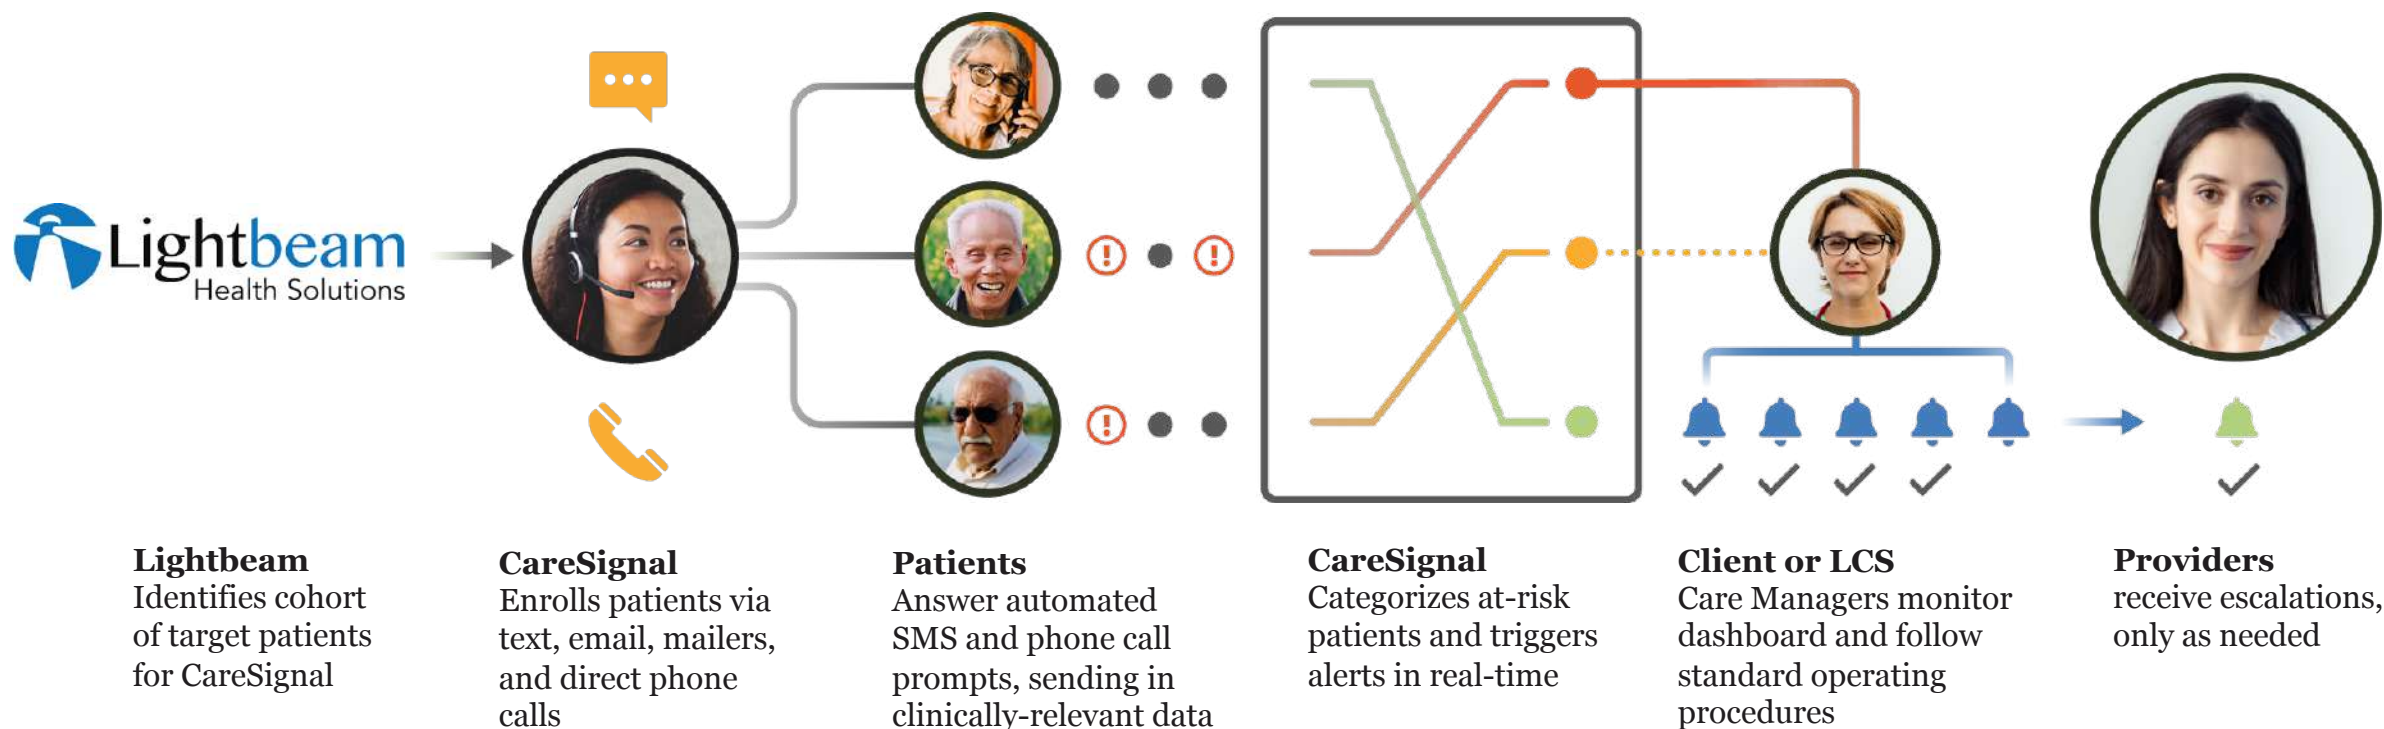 Lightbeam
Health Solutions
Lightbeam
Identifies cohort
of target patients
for CareSignal
CareSignal
Enrolls patients via
text, email, mailers,
and direct phone
calls
Patients
Answer automated
SMS and phone call
prompts, sending in
clinically-relevant data
CareSignal
Categorizes at-risk
patients and triggers
alerts in real-time
Client or LCS
Care Managers monitor
dashboard and follow
standard operating
procedures
Providers
receive escalations,
only as needed